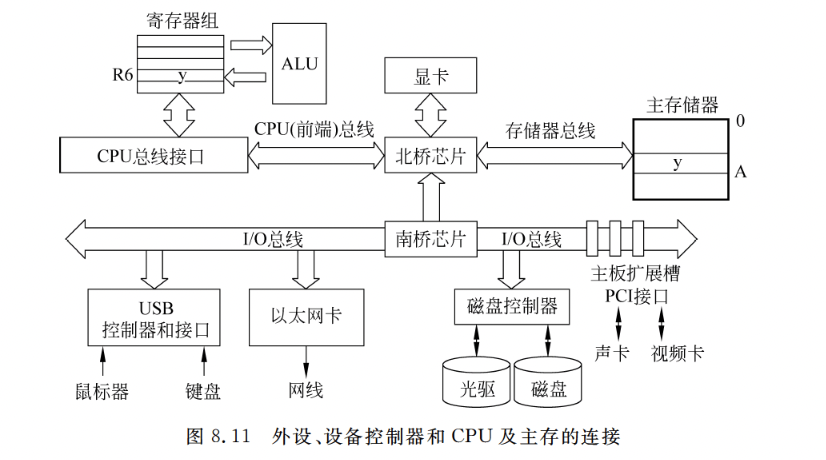 寄存器组
R6
y
ALU
显卡
主存储器
0
y
A
CPU(前端)总线
存储器总线
CPU总线接口
北桥芯片
I/O总线
南桥芯片
I/O总线
主板扩展槽
PCI接口
USB
控制器和接口
以太网卡
磁盘控制器
声卡
视频卡
鼠标器
键盘
网线
光驱
磁盘
图 8.11 外设、设备控制器和 CPU 及主存的连接